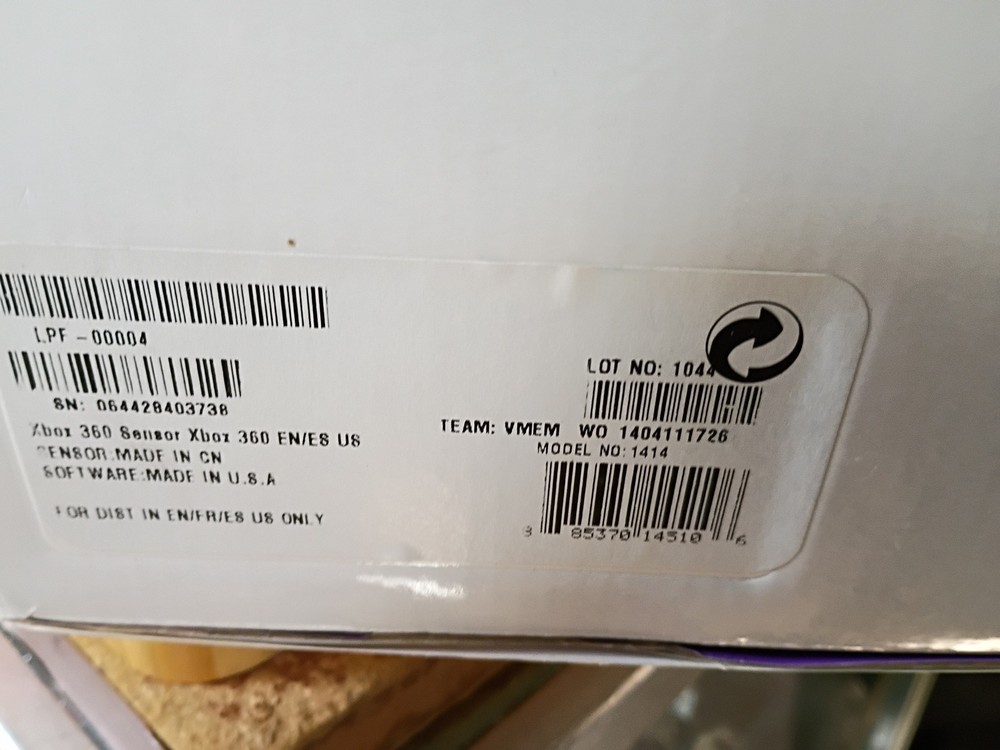 LPF-00004
SN: 064428403738
Xbox 360 Sensor Xbox 360 EN/ES US
SENSOR:MADE IN CN
SOFTWARE:MADE IN U.S.A
FOR DIST IN EN/FR/ES US ONLY
LOT NO: 1044
TEAM: VMEM WO 1404111726
MODEL NO:1414
8 85370 14310 6